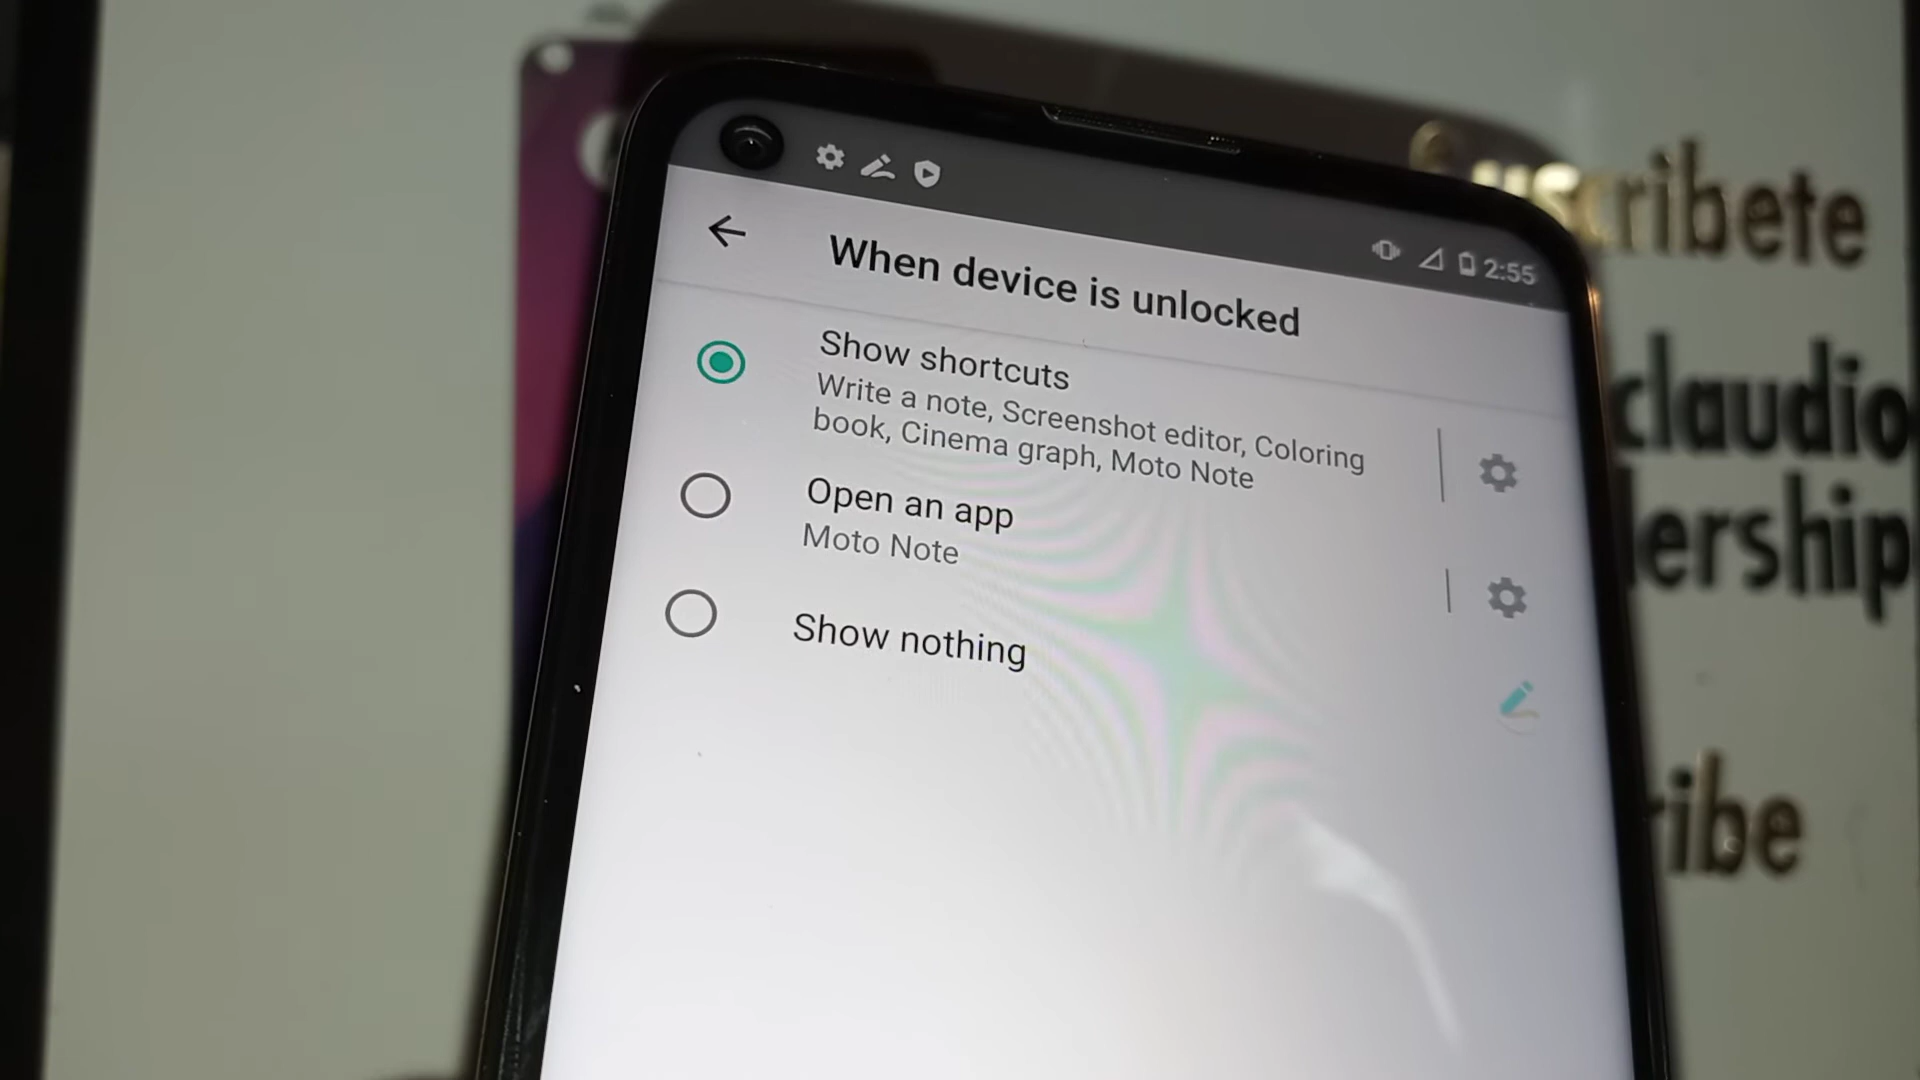 2:55
When device is unlocked
Show shortcuts
Write a note, Screenshot editor, Coloring
book, Cinema graph, Moto Note
Open an app
Moto Note
Show nothing
claudio